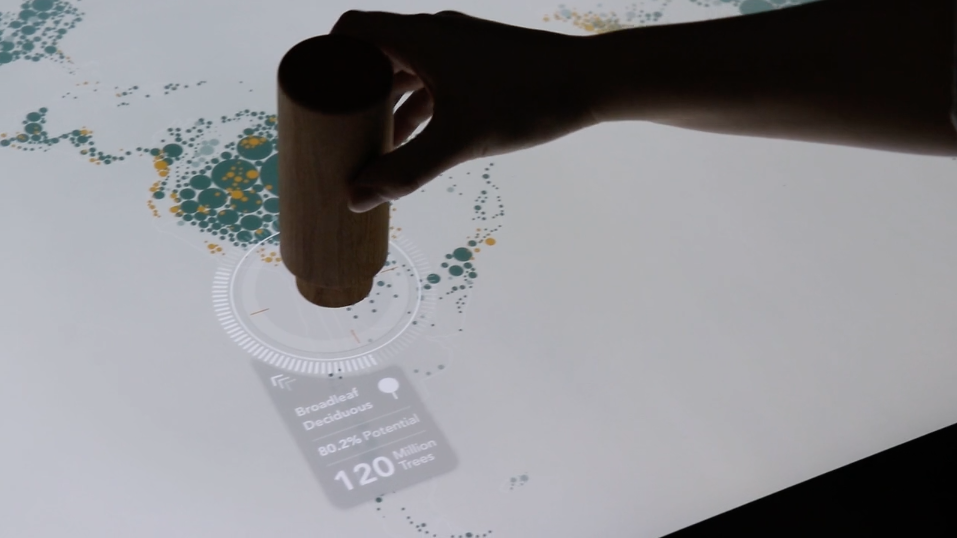 Broadleaf
Deciduous
80.2% Potential
120 Million
Trees